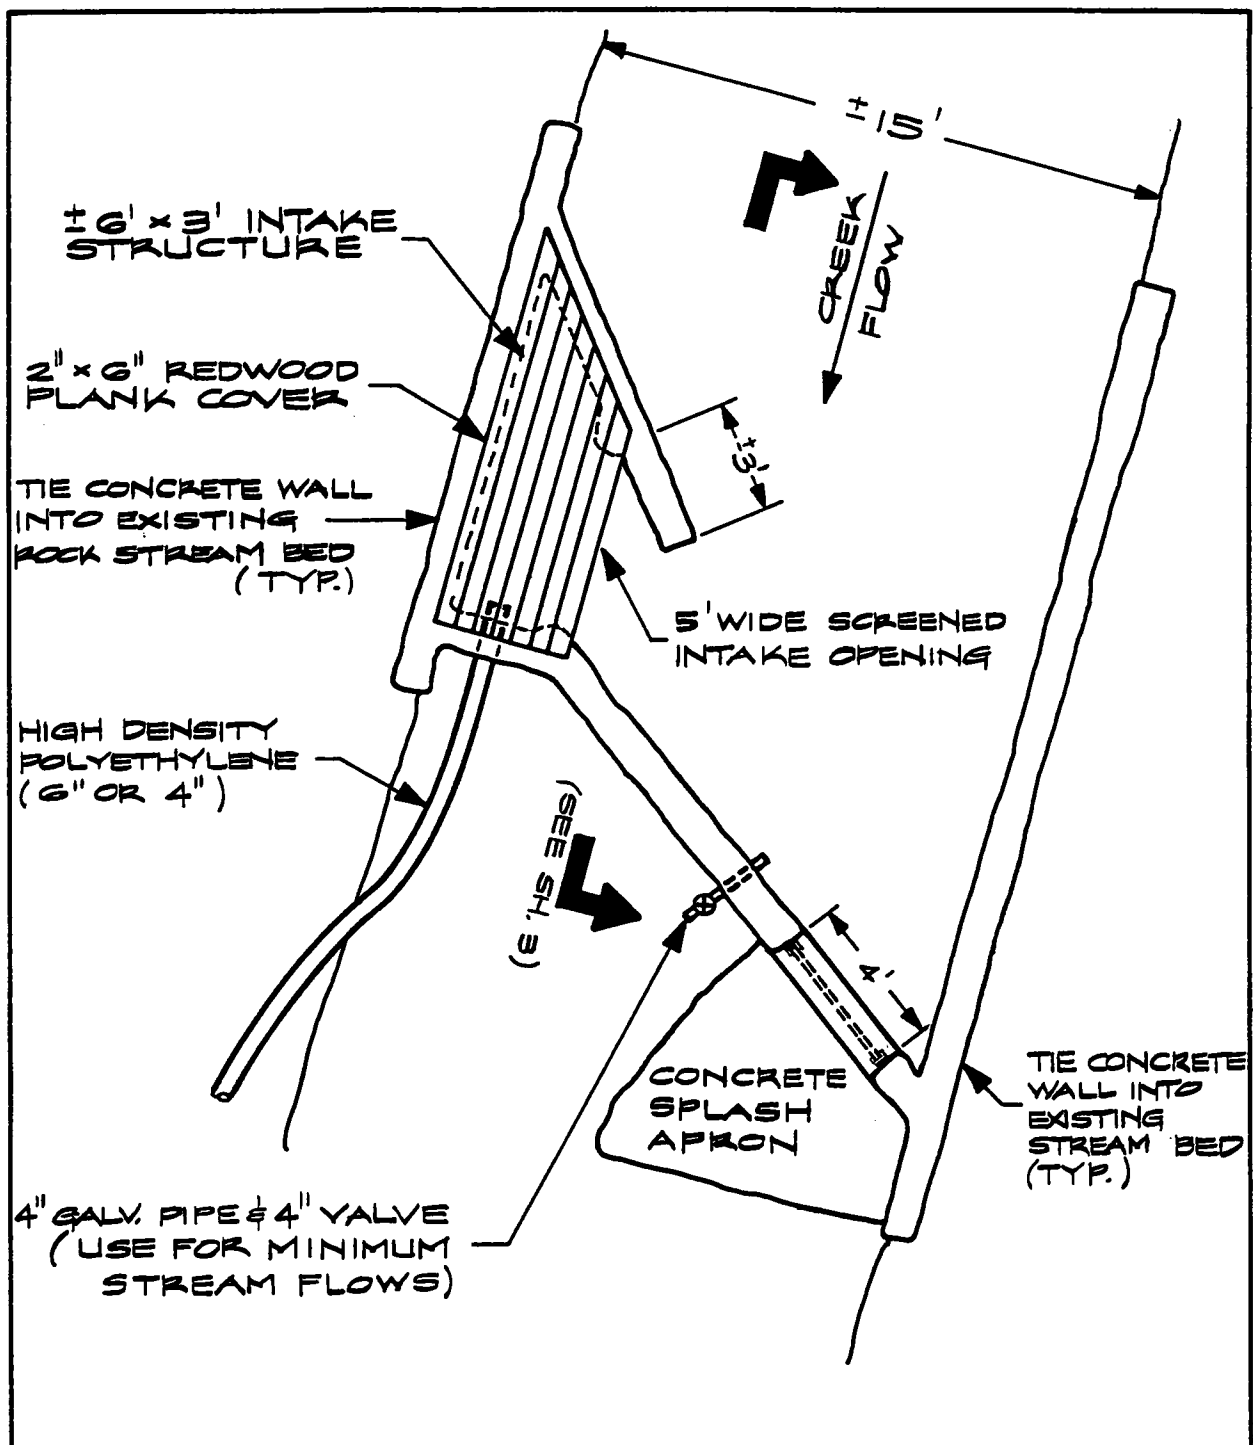 ± 15'
± 6' × 3' INTAKE
STRUCTURE
CREEK
FLOW
2" × 6" REDWOOD
PLANK COVER
±3'
TIE CONCRETE WALL
INTO EXISTING
ROCK STREAM BED
(TYP.)
5' WIDE SCREENED
INTAKE OPENING
HIGH DENSITY
POLYETHYLENE
(6" OR 4")
(SEE SH. 3)
4'
CONCRETE
SPLASH
APRON
TIE CONCRETE
WALL INTO
EXISTING
STREAM BED
(TYP.)
4" GALV. PIPE & 4" VALVE
(USE FOR MINIMUM
STREAM FLOWS)